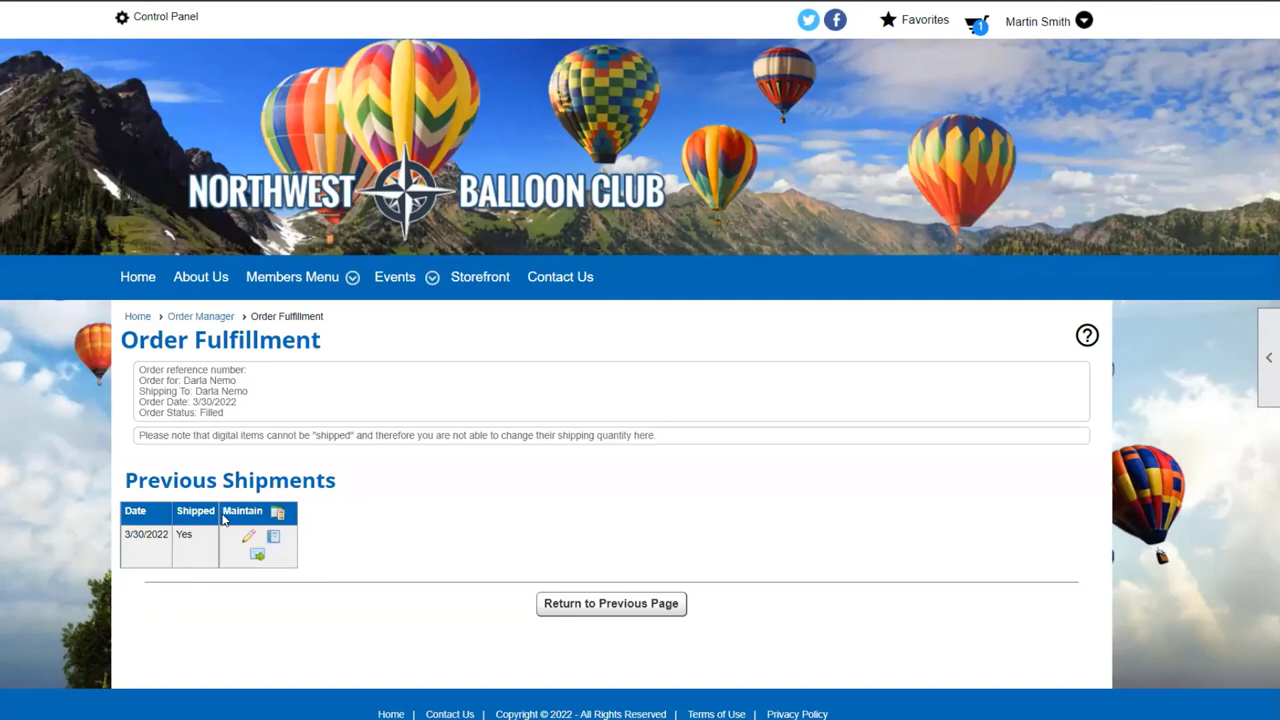 Control Panel
Favorites
1
Martin Smith
NORTHWEST BALLOON CLUB
Home About Us Members Menu Events Storefront Contact Us
Home › Order Manager › Order Fulfillment
Order Fulfillment
Order reference number:
Order for: Darla Nemo
Shipping To: Darla Nemo
Order Date: 3/30/2022
Order Status: Filled
Please note that digital items cannot be "shipped" and therefore you are not able to change their shipping quantity here.
Previous Shipments
Date Shipped Maintain
3/30/2022 Yes
Return to Previous Page
Home | Contact Us | Copyright © 2022 - All Rights Reserved | Terms of Use | Privacy Policy